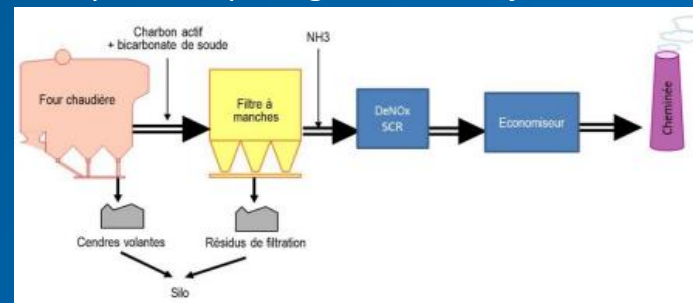 Charbon actif
+ bicarbonate de soude
NH3
Four chaudière
Filtre à
manches
DeNOx
SCR
Economiseur
Cheminée
Cendres volantes
Résidus de filtration
Silo